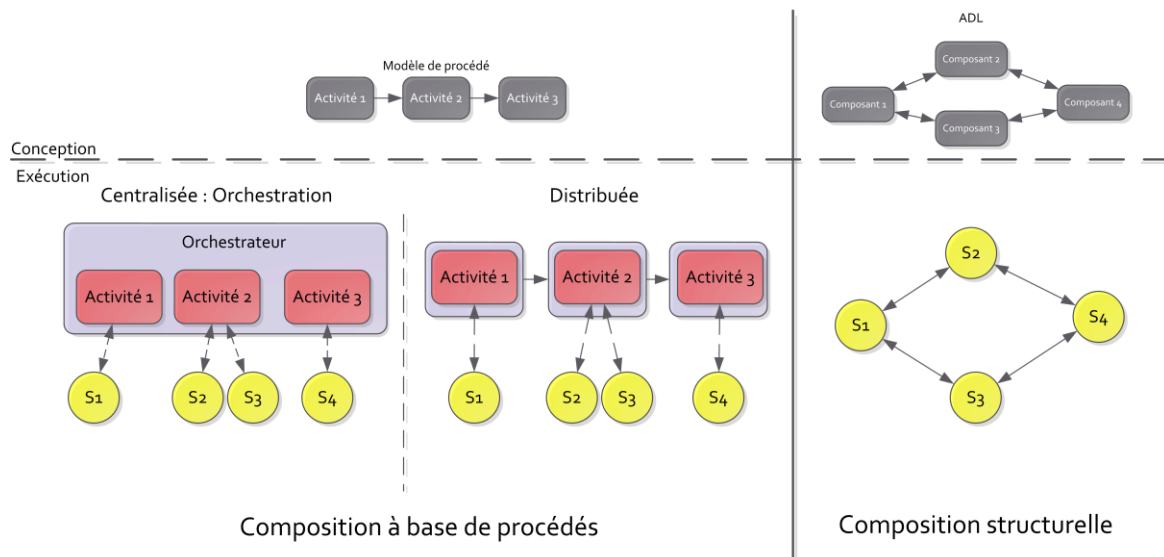 ADL
Modèle de procédé
Activité 1
Activité 2
Activité 3
Composant 1
Composant 2
Composant 3
Composant 4
Conception
Exécution
Centralisée : Orchestration
Distribuée
Orchestrateur
Activité 1
Activité 2
Activité 3
S1
S2
S3
S4
Activité 1
Activité 2
Activité 3
S1
S2
S3
S4
S2
S1
S4
S3
Composition à base de procédés
Composition structurelle